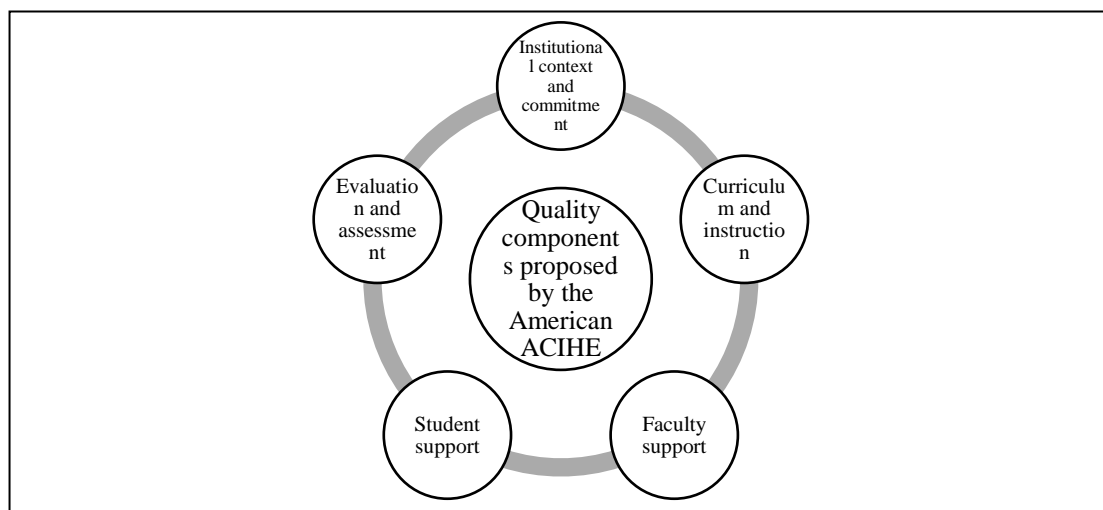 Institutiona
l context
and
commitme
nt
Evaluatio
n and
assessme
nt
Curriculu
m and
instructio
n
Quality
component
s proposed
by the
American
ACIHE
Student
support
Faculty
support